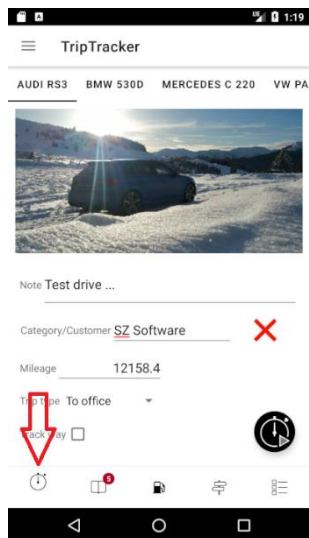 1:19
TripTracker
AUDI RS3 BMW 530D MERCEDES C 220 VW PA
Note Test drive ...
Category/Customer SZ Software
Mileage 12158.4
Trip type To office
Track way
5